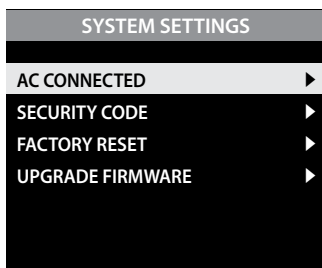 SYSTEM SETTINGS
AC CONNECTED
SECURITY CODE
FACTORY RESET
UPGRADE FIRMWARE